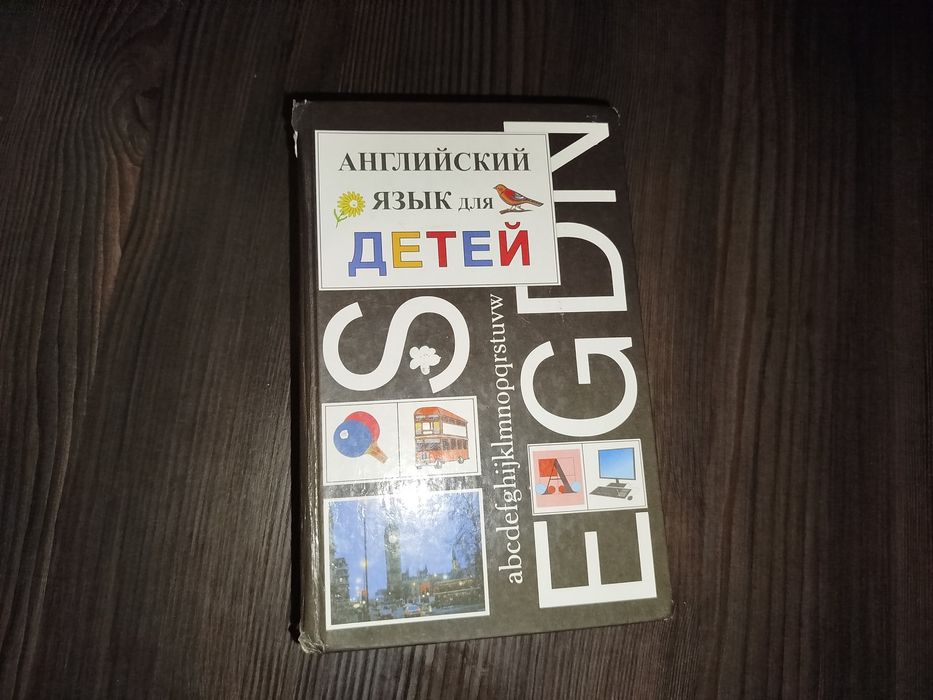 АНГЛИЙСКИЙ
ЯЗЫК для
ДЕТЕЙ
S
abcdefghijklmnopqrstuvw
E G D N
A